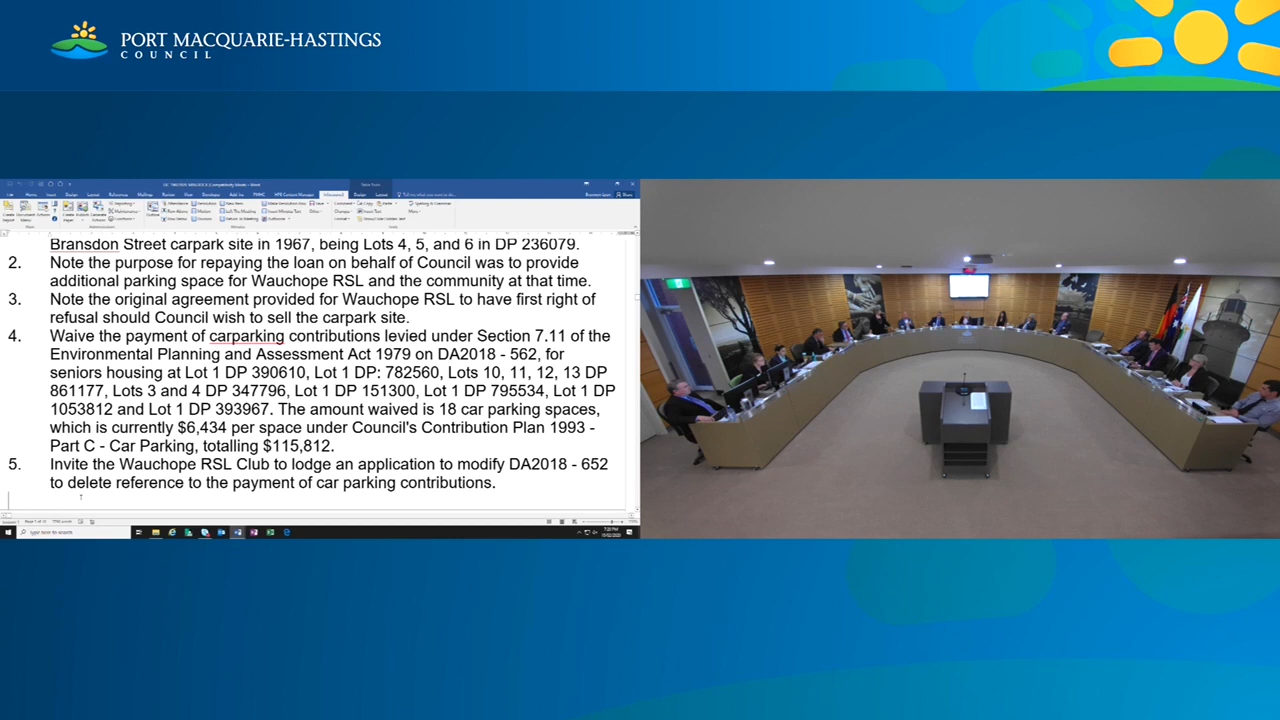 PORT MACQUARIE-HASTINGS
COUNCIL
Bransdon Street carpark site in 1967, being Lots 4, 5, and 6 in DP 236079.
2. Note the purpose for repaying the loan on behalf of Council was to provide
additional parking space for Wauchope RSL and the community at that time.
3. Note the original agreement provided for Wauchope RSL to have first right of
refusal should Council wish to sell the carpark site.
4. Waive the payment of carparking contributions levied under Section 7.11 of the
Environmental Planning and Assessment Act 1979 on DA2018 - 562, for
seniors housing at Lot 1 DP 390610, Lot 1 DP: 782560, Lots 10, 11, 12, 13 DP
861177, Lots 3 and 4 DP 347796, Lot 1 DP 151300, Lot 1 DP 795534, Lot 1 DP
1053812 and Lot 1 DP 393967. The amount waived is 18 car parking spaces,
which is currently $6,434 per space under Council's Contribution Plan 1993 -
Part C - Car Parking, totalling $115,812.
5. Invite the Wauchope RSL Club to lodge an application to modify DA2018 - 652
to delete reference to the payment of car parking contributions.